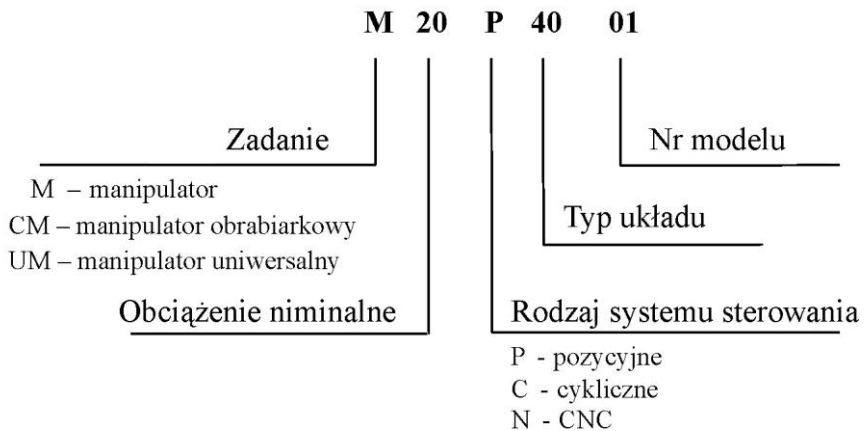 M 20 P 40 01
Zadanie
Nr modelu
M – manipulator
CM – manipulator obrabiarkowy
UM – manipulator uniwersalny
Typ układu
Obciążenie niminalne
Rodzaj systemu sterowania
P - pozycyjne
C - cykliczne
N - CNC